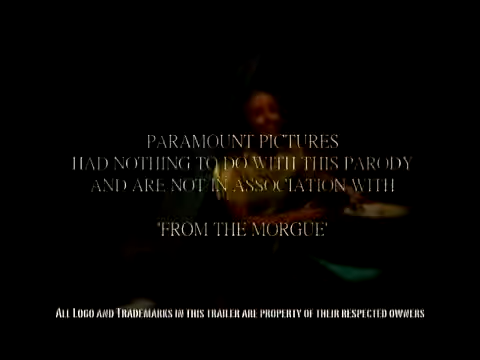 PARAMOUNT PICTURES
HAD NOTHING TO DO WITH THIS PARODY
AND ARE NOT IN ASSOCIATION WITH
'FROM THE MORGUE'
ALL LOGO AND TRADEMARKS IN THIS TRAILER ARE PROPERTY OF THEIR RESPECTED OWNERS